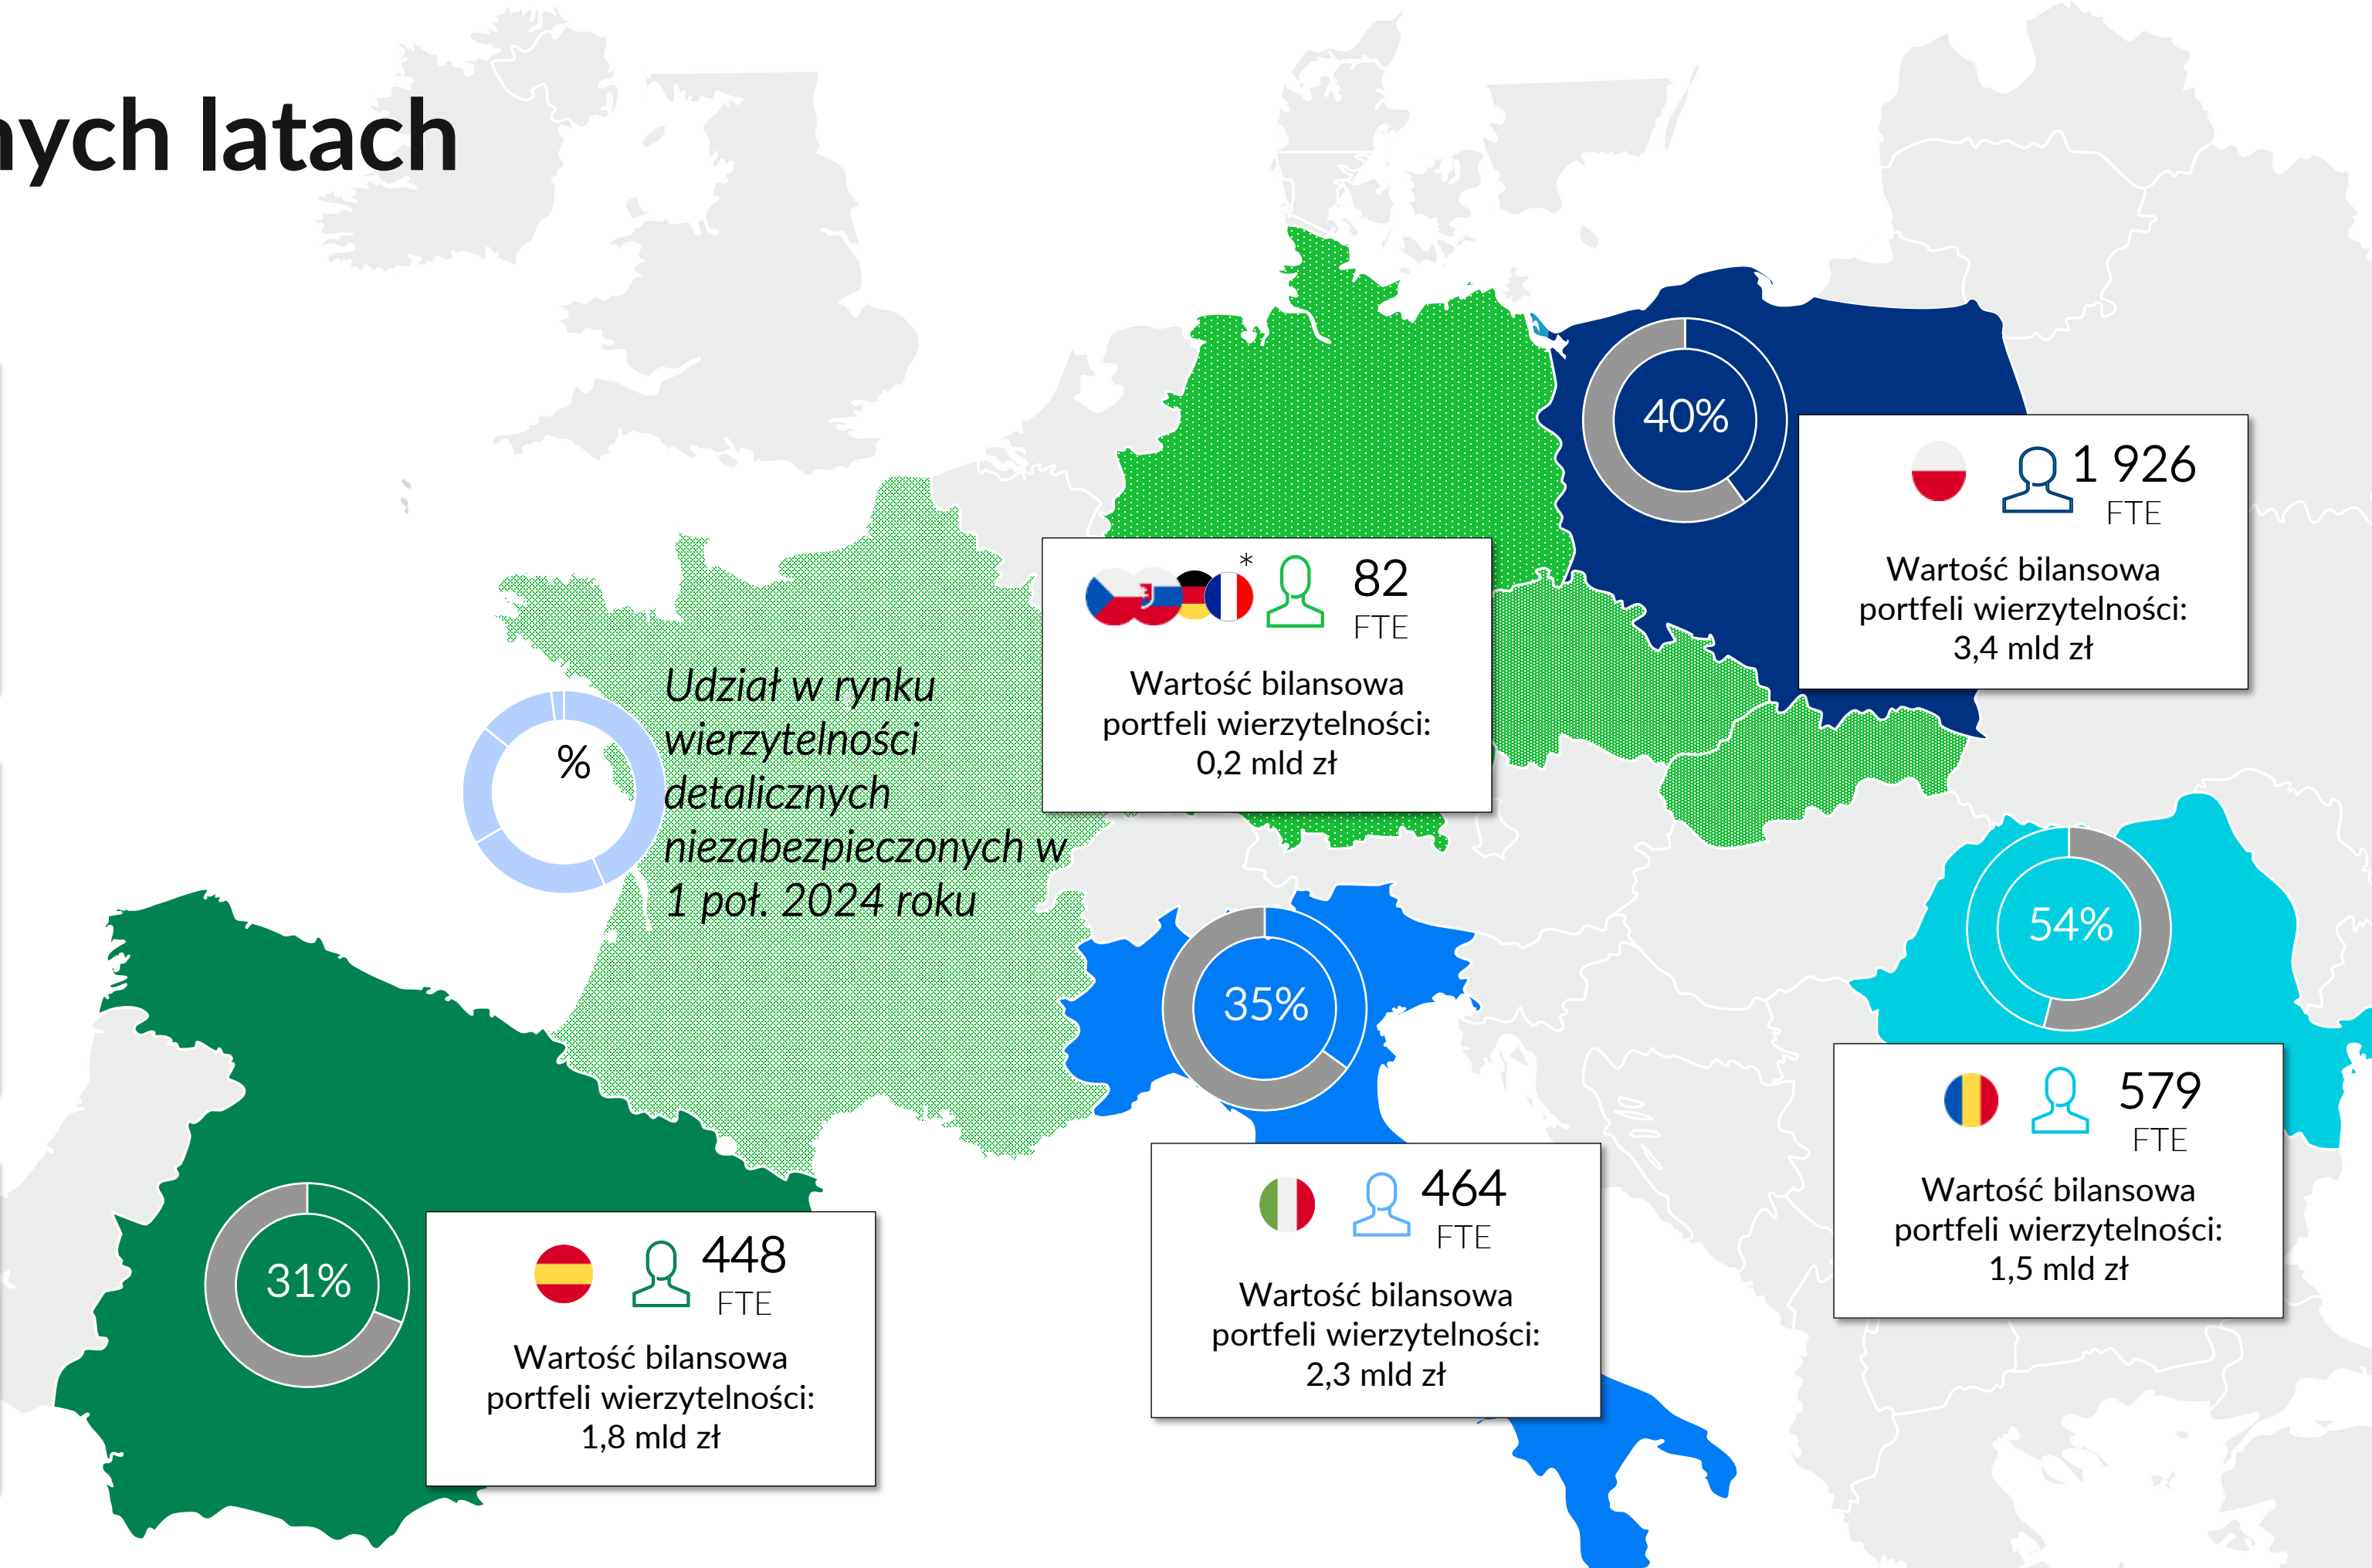 nych latach
40%
1 926
FTE
Wartość bilansowa
portfeli wierzytelności:
3,4 mld zł
*
82
FTE
Wartość bilansowa
portfeli wierzytelności:
0,2 mld zł
%
Udział w rynku
wierzytelności
detalicznych
niezabezpieczonych w
1 poł. 2024 roku
54%
579
FTE
Wartość bilansowa
portfeli wierzytelności:
1,5 mld zł
35%
464
FTE
Wartość bilansowa
portfeli wierzytelności:
2,3 mld zł
31%
448
FTE
Wartość bilansowa
portfeli wierzytelności:
1,8 mld zł